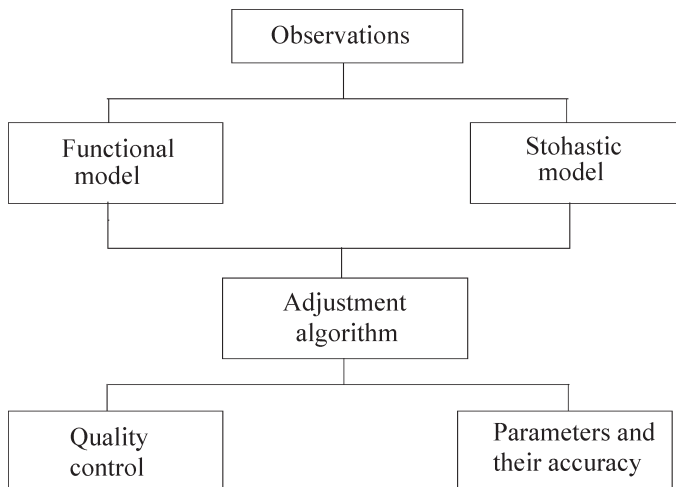 Observations
Functional
model
Stohastic
model
Adjustment
algorithm
Quality
control
Parameters and
their accuracy